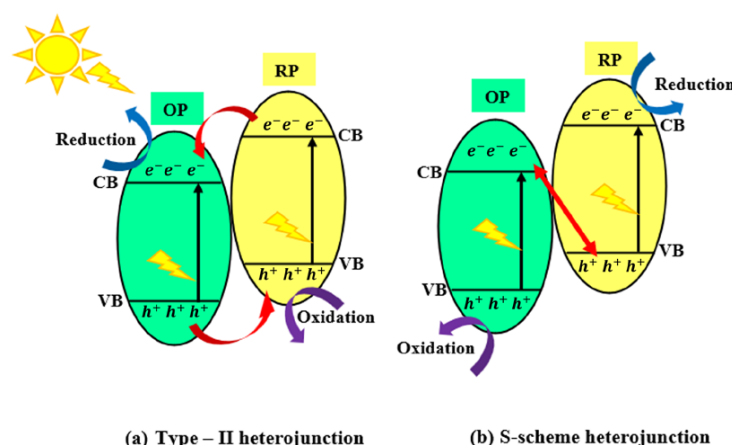 RP
OP
Reduction
e⁻ e⁻ e⁻
CB
e⁻ e⁻ e⁻
CB
VB
h⁺ h⁺ h⁺
VB
h⁺ h⁺ h⁺
Oxidation
(a) Type – II heterojunction
RP
Reduction
OP
e⁻ e⁻ e⁻
CB
e⁻ e⁻ e⁻
CB
VB
h⁺ h⁺ h⁺
VB
h⁺ h⁺ h⁺
Oxidation
(b) S-scheme heterojunction